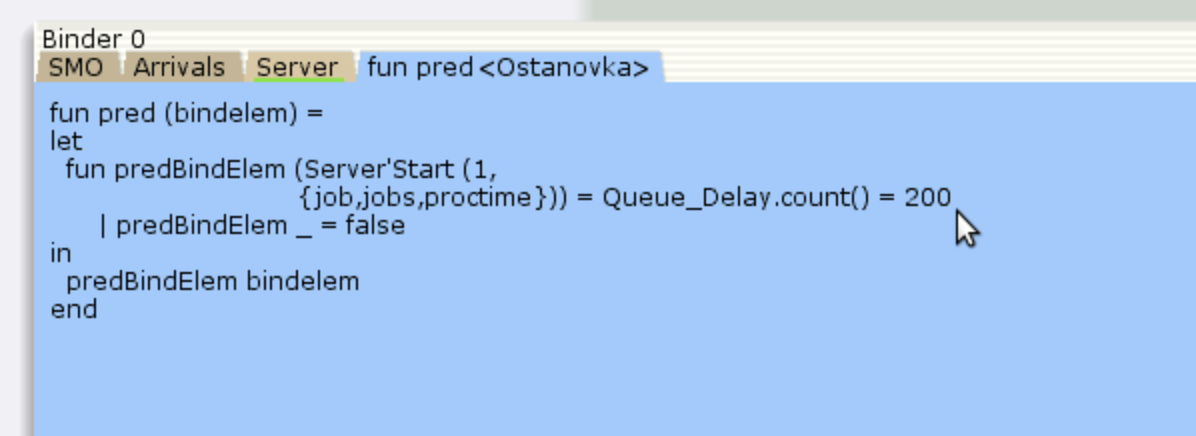 Binder 0
SMO Arrivals Server fun pred <Ostanovka>
fun pred (bindelem) =
let
fun predBindElem (Server'Start (1,
{job,jobs,proctime})) = Queue_Delay.count() = 200
| predBindElem _ = false
in
predBindElem bindelem
end